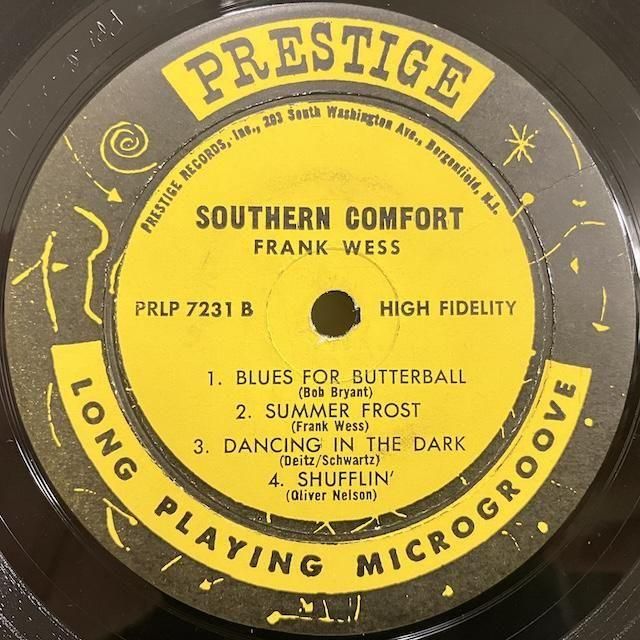 PRESTIGE
PRESTIGE RECORDS, Inc., 203 South Washington Ave., Bergenfield, N.J.
SOUTHERN COMFORT
FRANK WESS
PRLP 7231 B
HIGH FIDELITY
1. BLUES FOR BUTTERBALL
(Bob Bryant)
2. SUMMER FROST
(Frank Wess)
3. DANCING IN THE DARK
(Deitz/Schwartz)
4. SHUFFLIN'
(Oliver Nelson)
LONG PLAYING MICROGROOVE